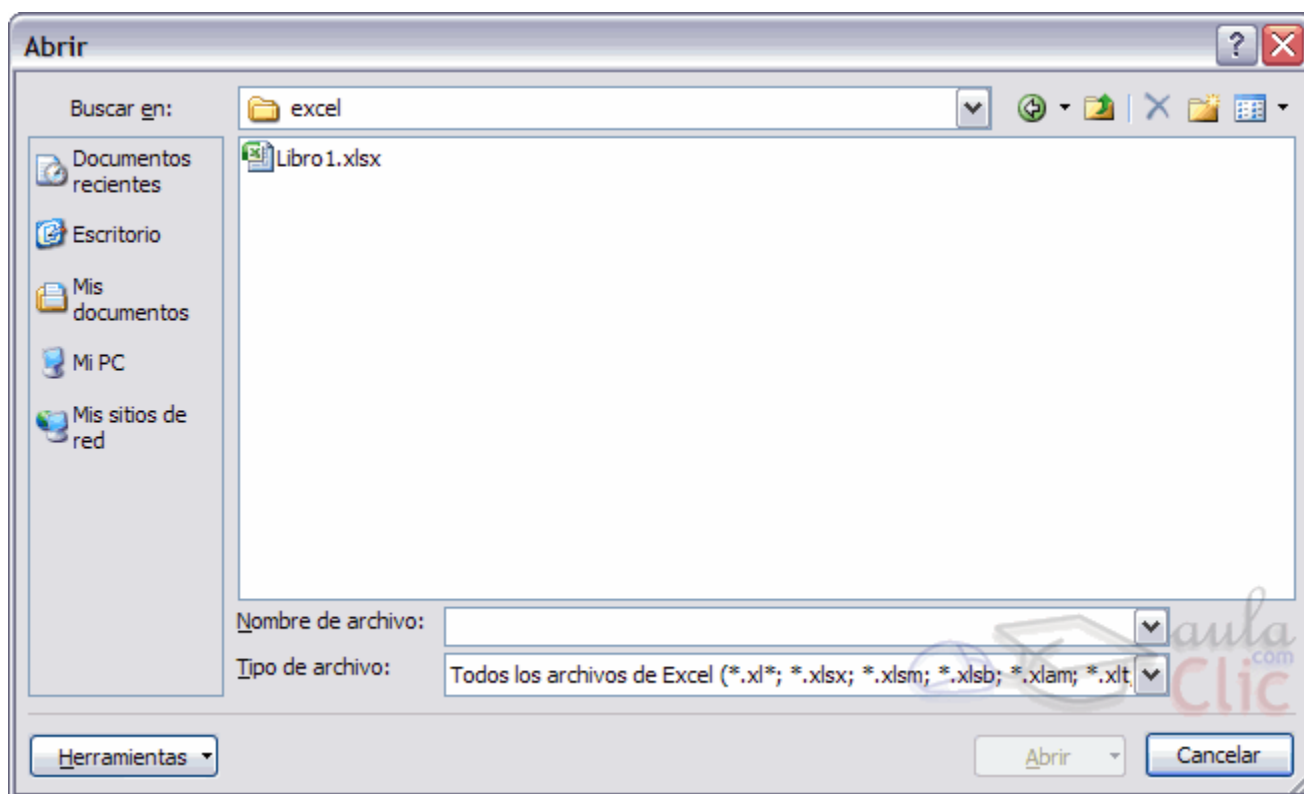 Abrir
Buscar en:
excel
Documentos
recientes
Escritorio
Mis
documentos
Mi PC
Mis sitios de
red
Libro1.xlsx
Nombre de archivo:
Tipo de archivo:
Todos los archivos de Excel (*.xl*; *.xlsx; *.xlsm; *.xlsb; *.xlam; *.xlt
aula
.com
Clic
Herramientas
Abrir
Cancelar